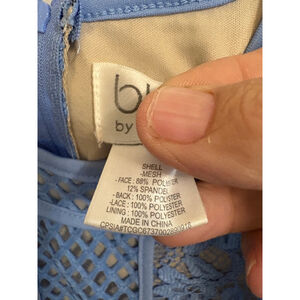 by
SHELL
-MESH
- FACE: 88% POLYESTER
12% SPANDEX
- BACK: 100% POLYESTER
-LACE : 100% POLYESTER
LINING : 100% POLYESTER
MADE IN CHINA